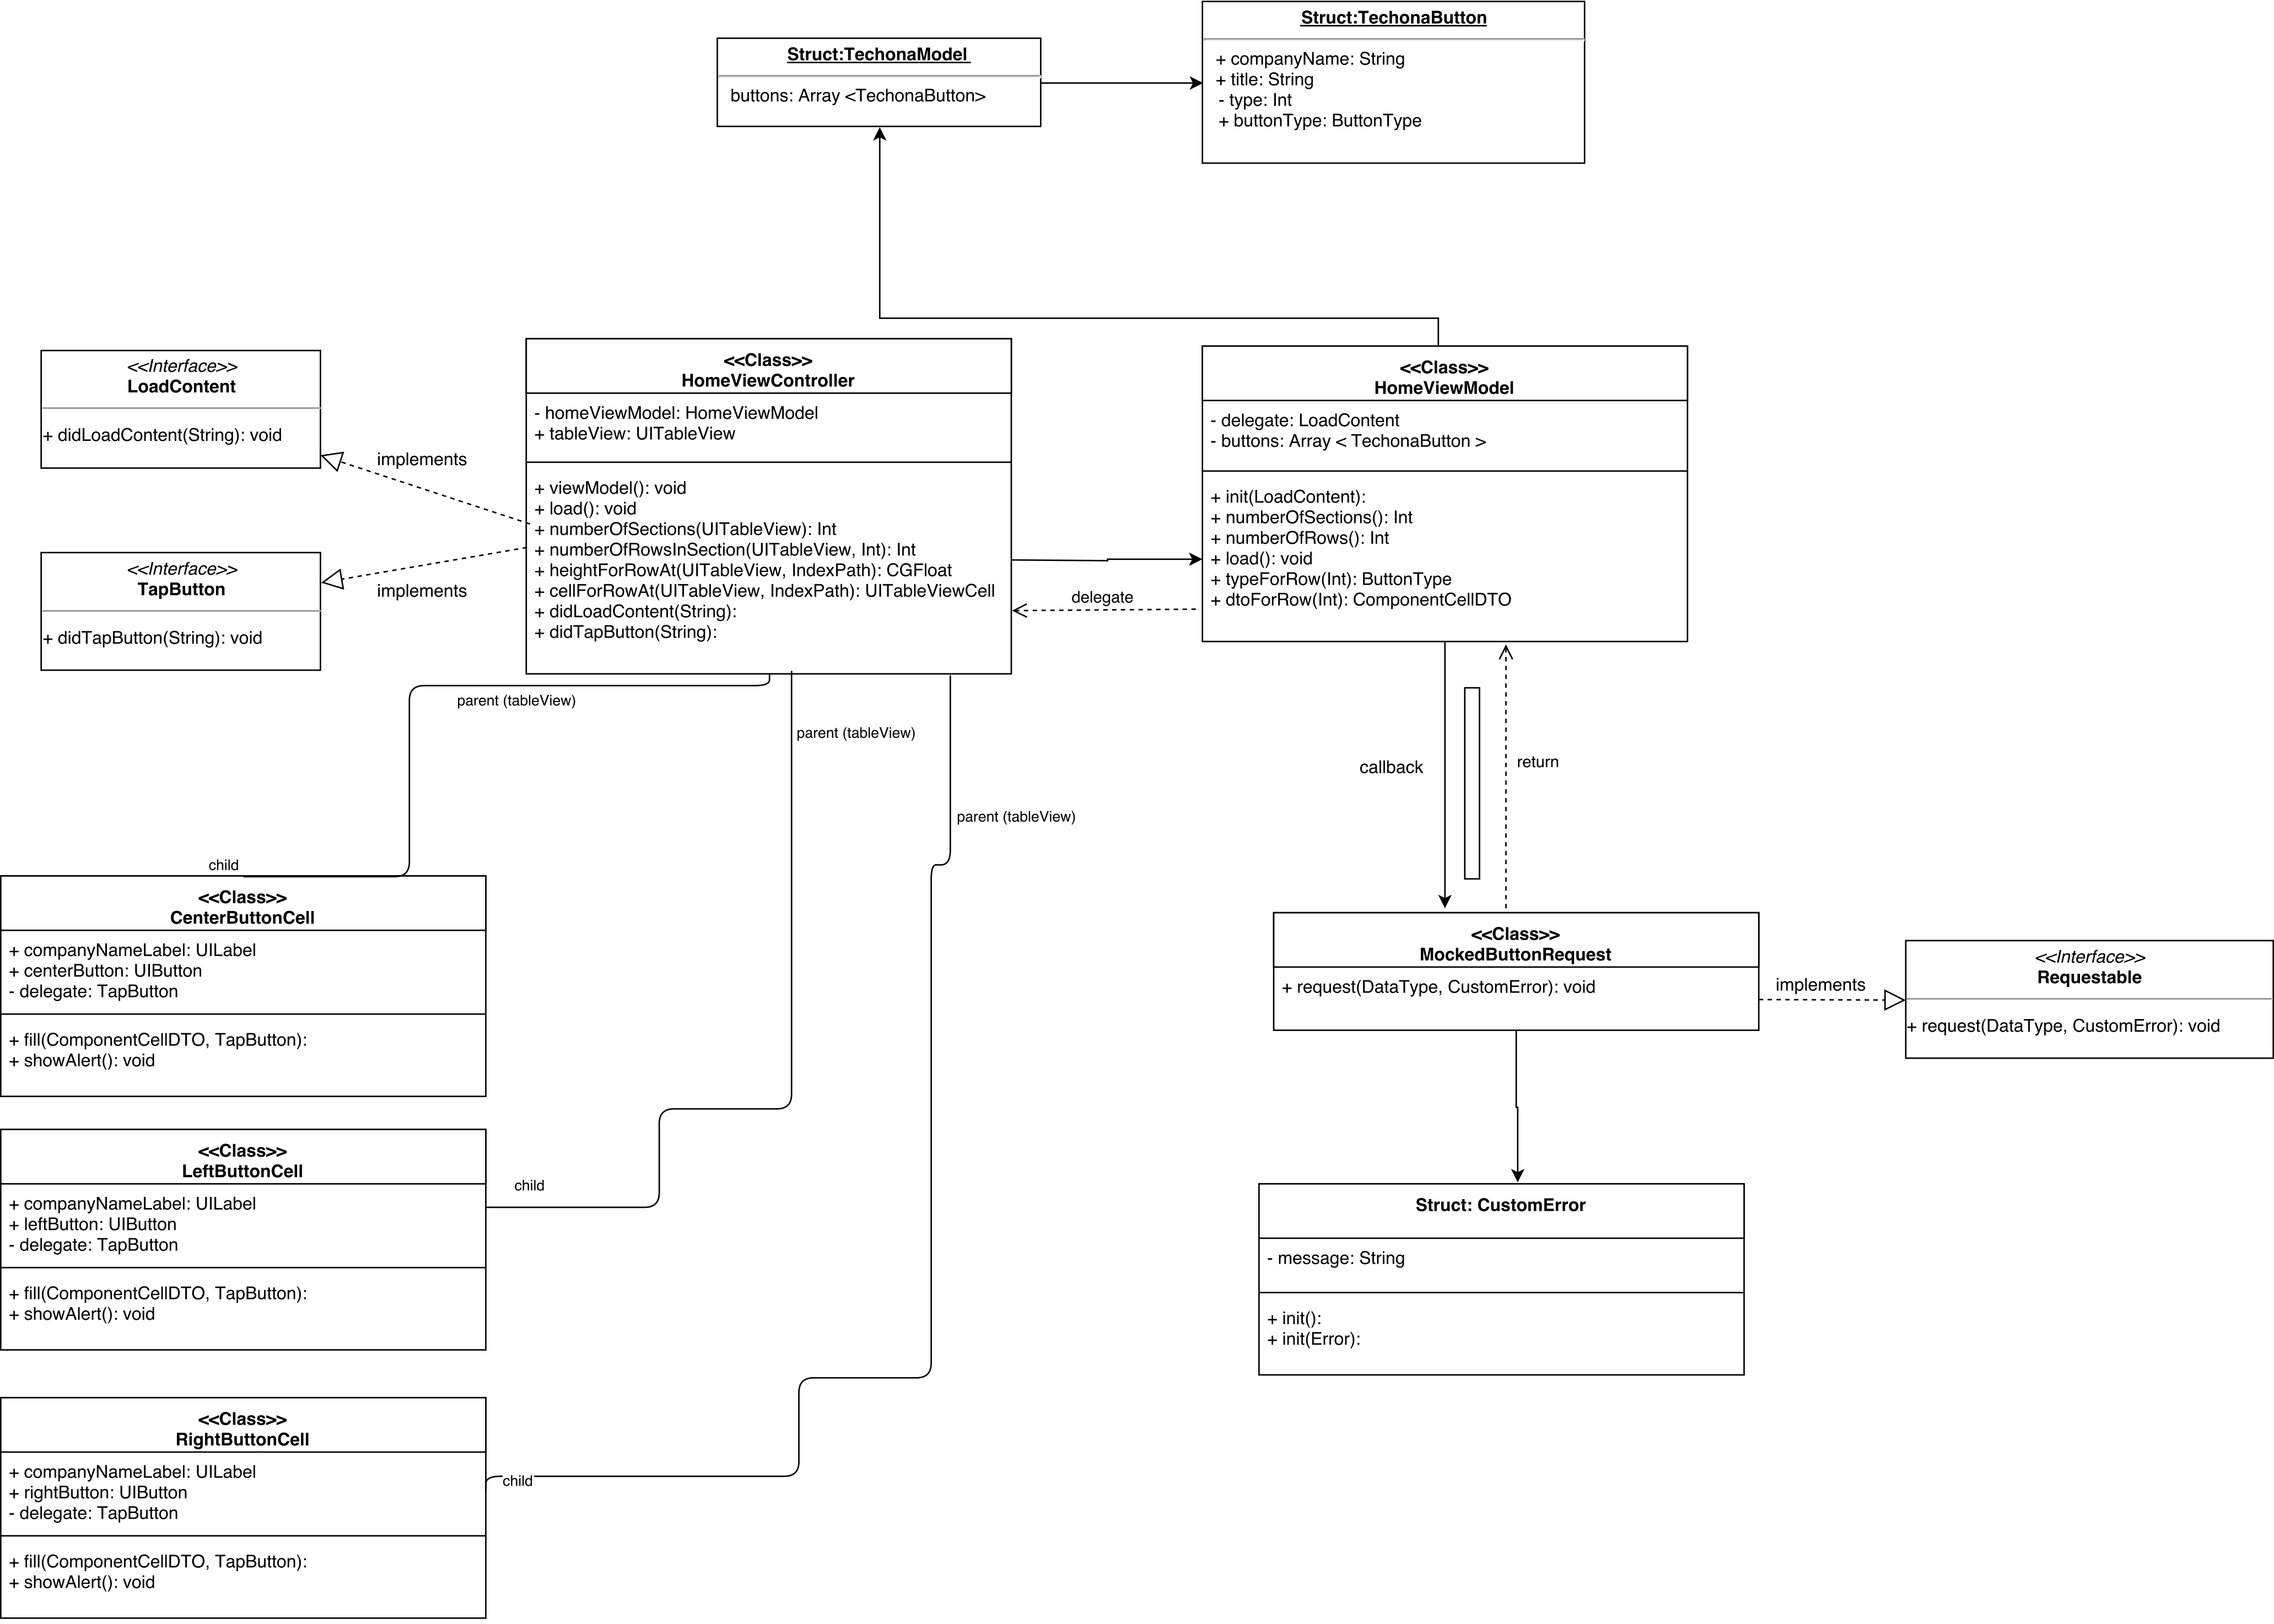 Struct:TechonaModel
buttons: Array <TechonaButton>
Struct:TechonaButton
+ companyName: String
+ title: String
- type: Int
+ buttonType: ButtonType
<<Interface>>
LoadContent
+ didLoadContent(String): void
implements
<<Interface>>
TapButton
+ didTapButton(String): void
implements
<<Class>>
HomeViewController
- homeViewModel: HomeViewModel
+ tableView: UITableView
+ viewModel(): void
+ load(): void
+ numberOfSections(UITableView): Int
+ numberOfRowsInSection(UITableView, Int): Int
+ heightForRowAt(UITableView, IndexPath): CGFloat
+ cellForRowAt(UITableView, IndexPath): UITableViewCell
+ didLoadContent(String):
+ didTapButton(String):
delegate
<<Class>>
HomeViewModel
- delegate: LoadContent
- buttons: Array < TechonaButton >
+ init(LoadContent):
+ numberOfSections(): Int
+ numberOfRows(): Int
+ load(): void
+ typeForRow(Int): ButtonType
+ dtoForRow(Int): ComponentCellDTO
parent (tableView)
parent (tableView)
parent (tableView)
callback
return
child
<<Class>>
CenterButtonCell
+ companyNameLabel: UILabel
+ centerButton: UIButton
- delegate: TapButton
+ fill(ComponentCellDTO, TapButton):
+ showAlert(): void
<<Class>>
MockedButtonRequest
+ request(DataType, CustomError): void
implements
<<Interface>>
Requestable
+ request(DataType, CustomError): void
<<Class>>
LeftButtonCell
+ companyNameLabel: UILabel
+ leftButton: UIButton
- delegate: TapButton
+ fill(ComponentCellDTO, TapButton):
+ showAlert(): void
child
Struct: CustomError
- message: String
+ init():
+ init(Error):
<<Class>>
RightButtonCell
+ companyNameLabel: UILabel
+ rightButton: UIButton
- delegate: TapButton
+ fill(ComponentCellDTO, TapButton):
+ showAlert(): void
child